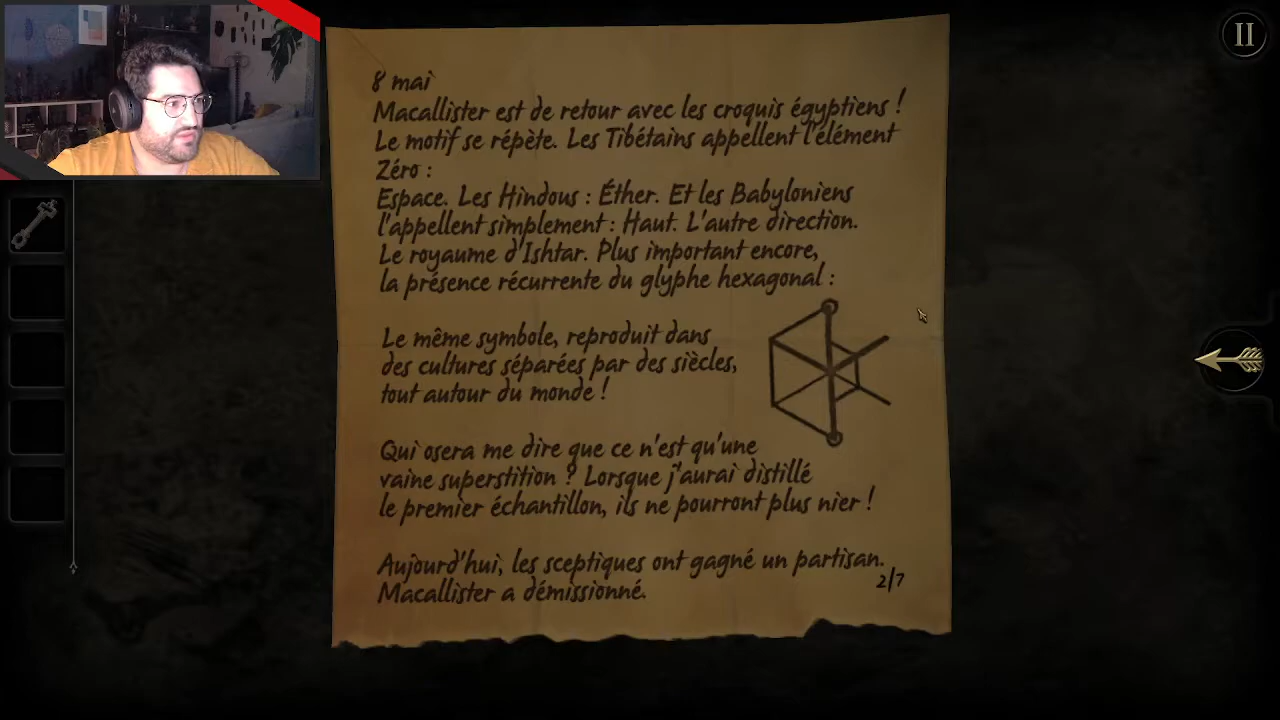 8 mai
Macallister est de retour avec les croquis égyptiens !
Le motif se répète. Les Tibétains appellent l'élément
Zéro :
Espace. Les Hindous : Éther. Et les Babyloniens
l'appellent simplement : Haut. L'autre direction.
Le royaume d'Ishtar. Plus important encore,
la présence récurrente du glyphe hexagonal :
Le même symbole, reproduit dans
des cultures séparées par des siècles,
tout autour du monde !
Qui osera me dire que ce n'est qu'une
vaine superstition ? Lorsque j'aurai distillé
le premier échantillon, ils ne pourront plus nier !
Aujourd'hui, les sceptiques ont gagné un partisan.
Macallister a démissionné.
2/7